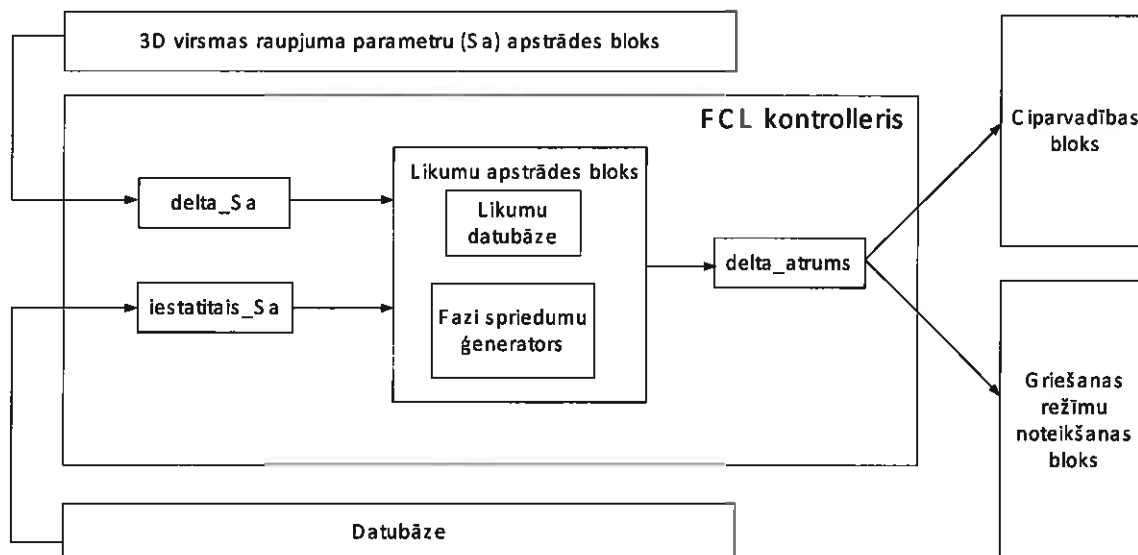 3D virsmas raupjuma parametru (Sa) apstrādes bloks
FCL kontrolleris
delta_Sa
iestatitais_Sa
Likumu apstrādes bloks
Likumu
datubāze
Fazi spriedumu
ģenerators
delta_atrums
Ciparvadības
bloks
Griešanas
režīmu
noteikšanas
bloks
Datubāze